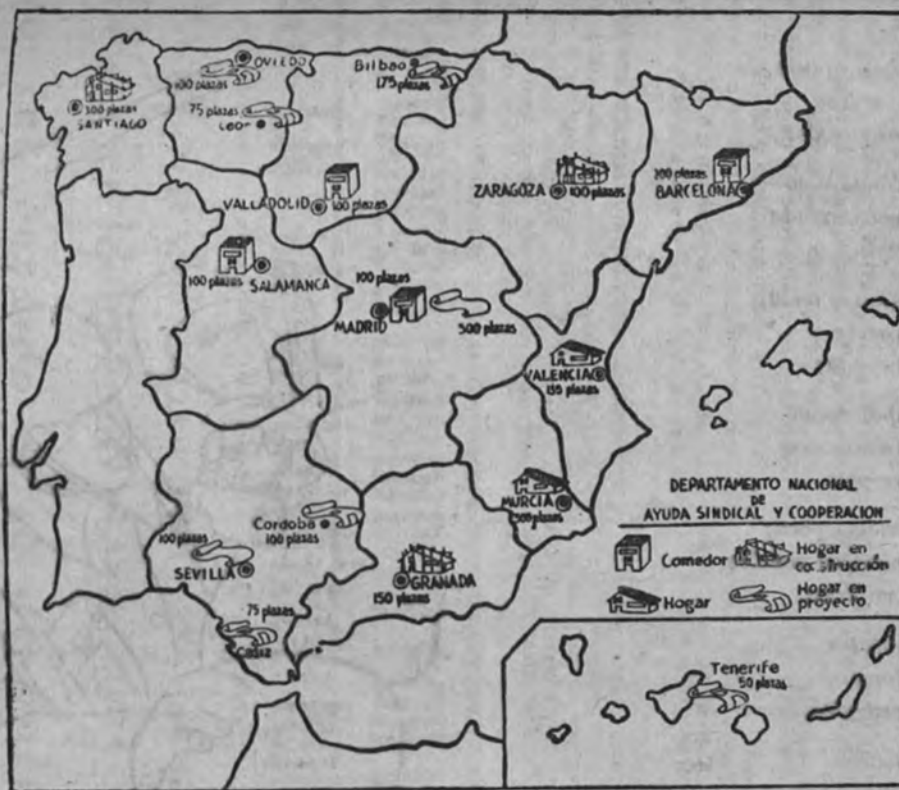 OVIEDO
100 plazas
Bilbao
175 plazas
300 plazas
SANTIAGO
75 plazas
ZARAGOZA
100 plazas
100 plazas
BARCELONA
VALLADOLID
100 plazas
100 plazas
SALAMANCA
100 plazas
MADRID
500 plazas
VALENCIA
plazas
MURCIA
plazas
Cordoba
100 plazas
100 plazas
SEVILLA
GRANADA
150 plazas
75 plazas
DEPARTAMENTO NACIONAL
DE
AYUDA SINDICAL Y COOPERACION
Comedor
Hogar en
construcción
Hogar
Hogar en
proyecto
Tenerife
50 plazas